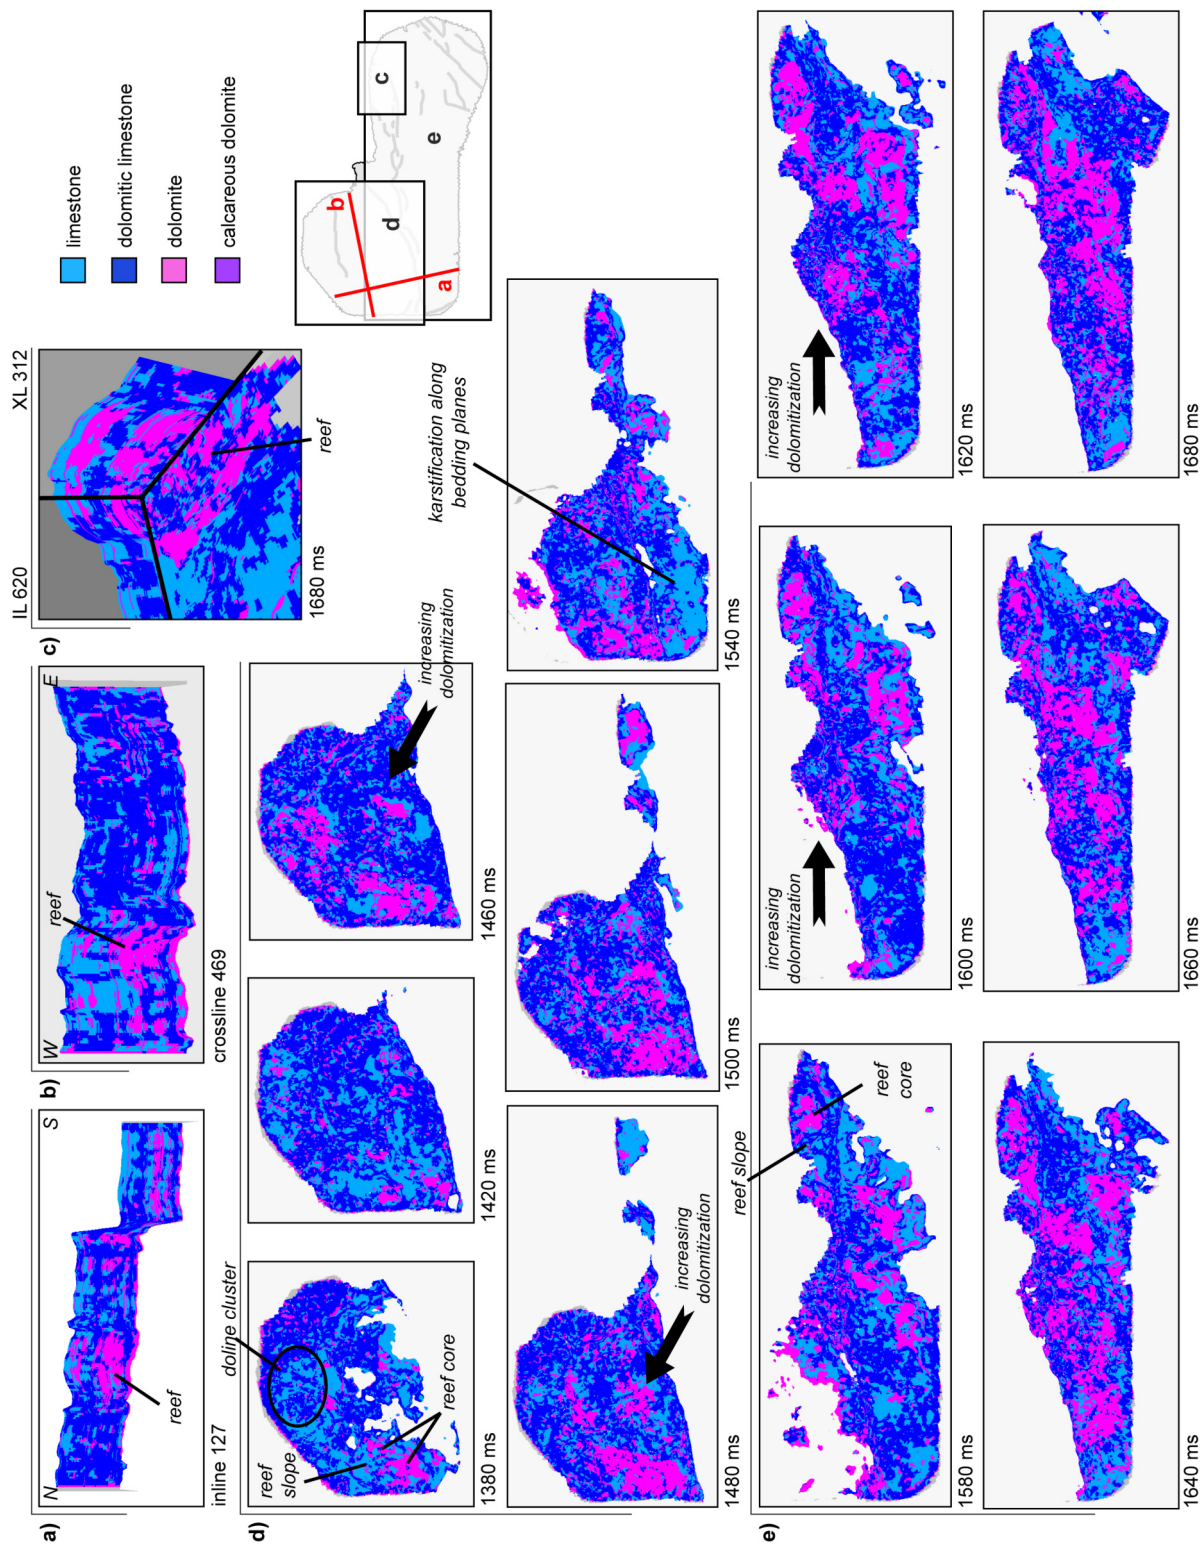 a)
N
S
reef
inline 127
b)
W
E
reef
crossline 469
c)
IL 620
XL 312
reef
1680 ms
limestone
dolomitic limestone
dolomite
calcareous dolomite
a
b
c
d
e
d)
doline cluster
reef
slope
reef core
1380 ms
1420 ms
increasing
dolomitization
1460 ms
increasing
dolomitization
1480 ms
1500 ms
karstification along
bedding planes
1540 ms
e)
reef slope
reef
core
1580 ms
increasing
dolomitization
1600 ms
increasing
dolomitization
1620 ms
1640 ms
1660 ms
1680 ms